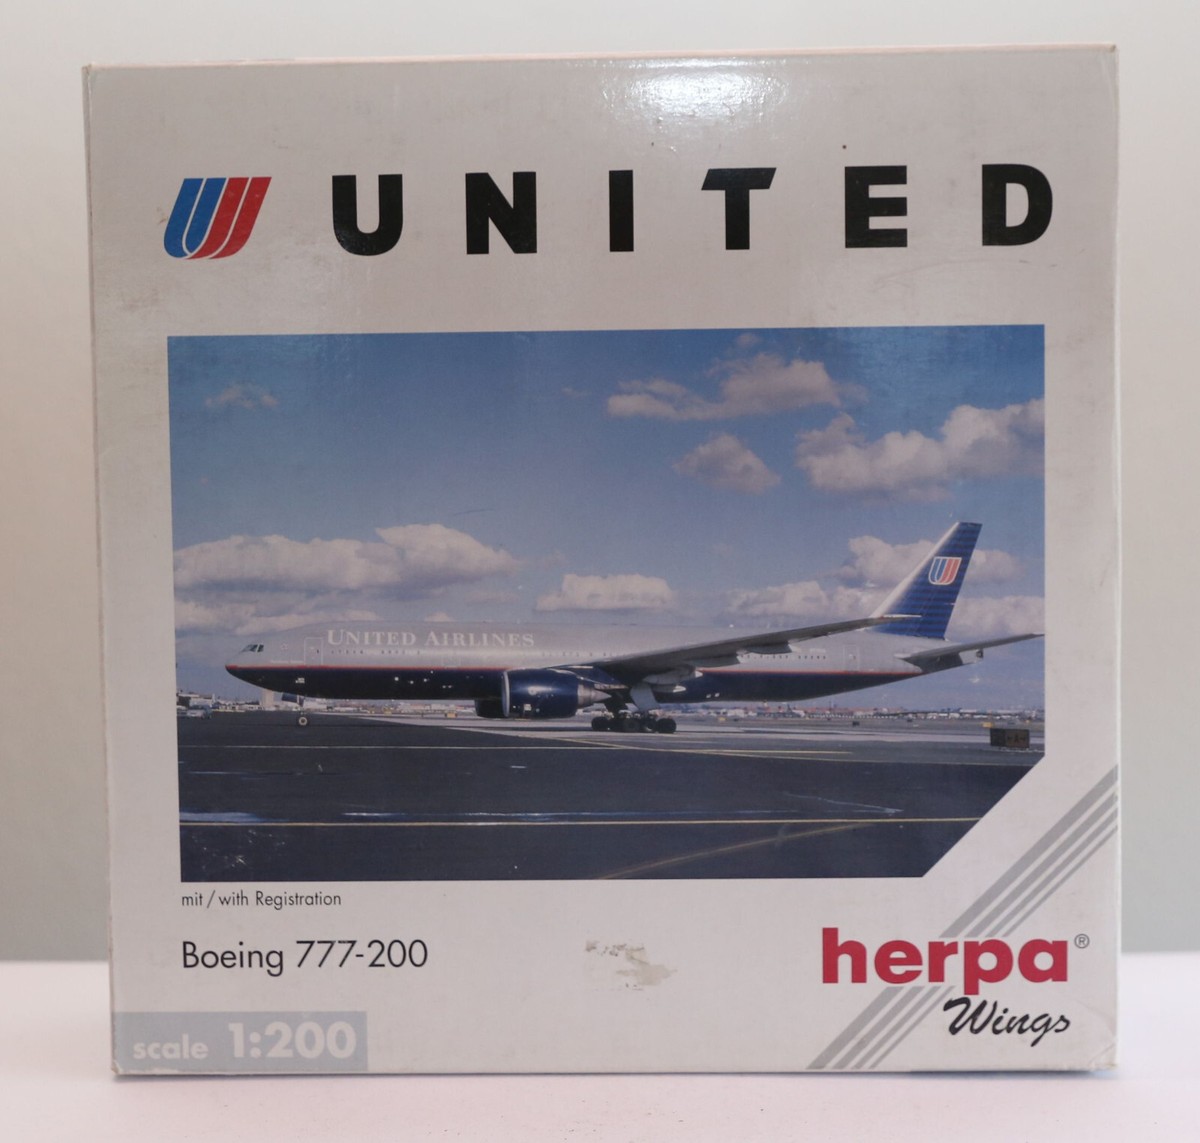 UNITED
UNITED AIRLINES
mit / with Registration
Boeing 777-200
herpa®
Wings
scale 1:200